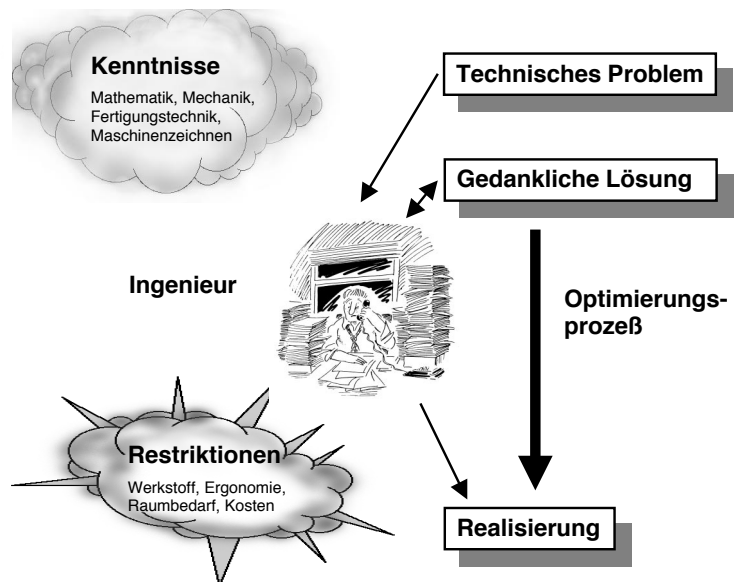 Kenntnisse
Mathematik, Mechanik,
Fertigungstechnik,
Maschinenzeichnen
Technisches Problem
Gedankliche Lösung
Ingenieur
Optimierungs-
prozeß
Restriktionen
Werkstoff, Ergonomie,
Raumbedarf, Kosten
Realisierung